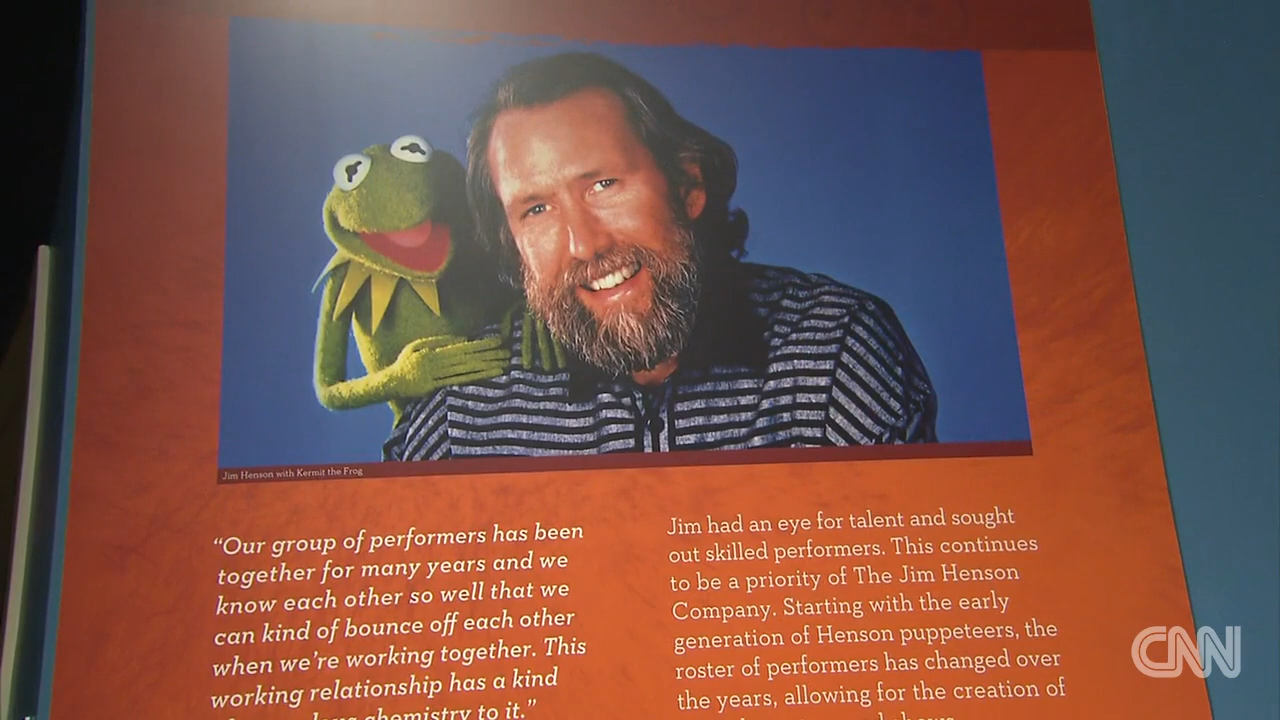 Jim Henson with Kermit the Frog
“Our group of performers has been
together for many years and we
know each other so well that we
can kind of bounce off each other
when we’re working together. This
working relationship has a kind
chemistry to it.”
Jim had an eye for talent and sought
out skilled performers. This continues
to be a priority of The Jim Henson
Company. Starting with the early
generation of Henson puppeteers, the
roster of performers has changed over
the years, allowing for the creation of
CNN